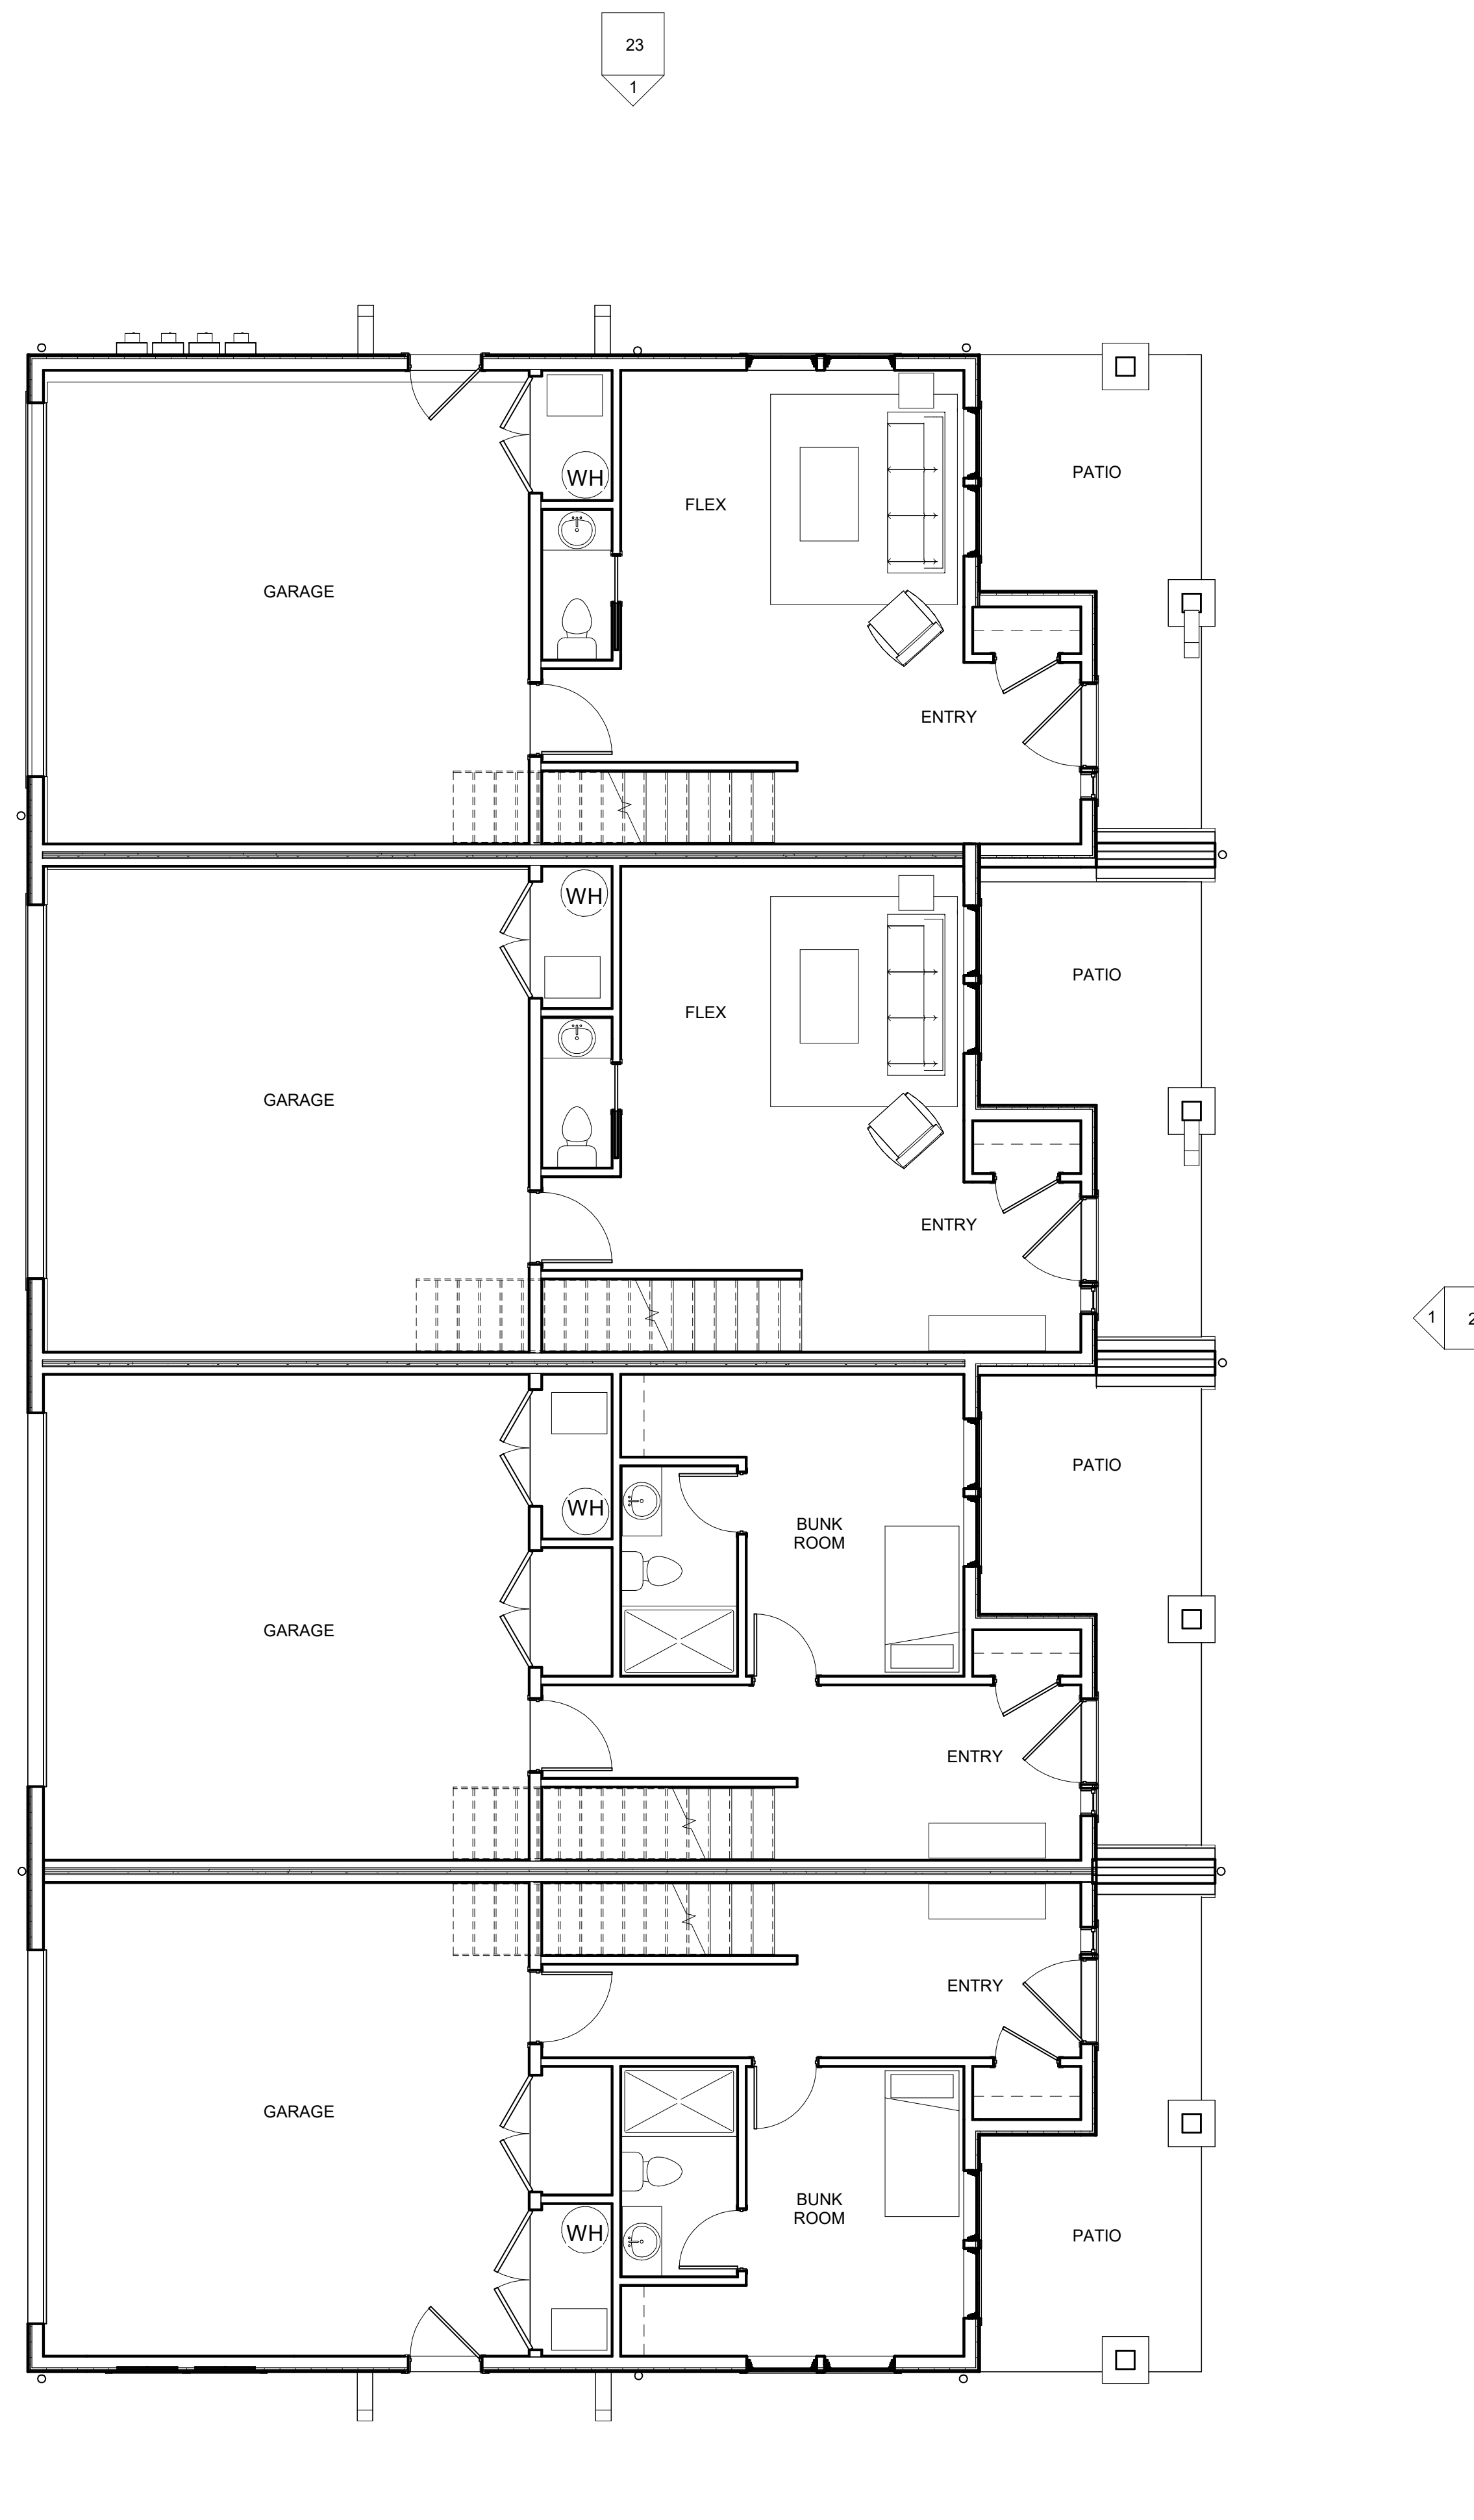 23
1
WH
PATIO
FLEX
GARAGE
ENTRY
WH
PATIO
FLEX
GARAGE
ENTRY
1
PATIO
WH
BUNK
ROOM
GARAGE
ENTRY
ENTRY
GARAGE
BUNK
ROOM
WH
PATIO